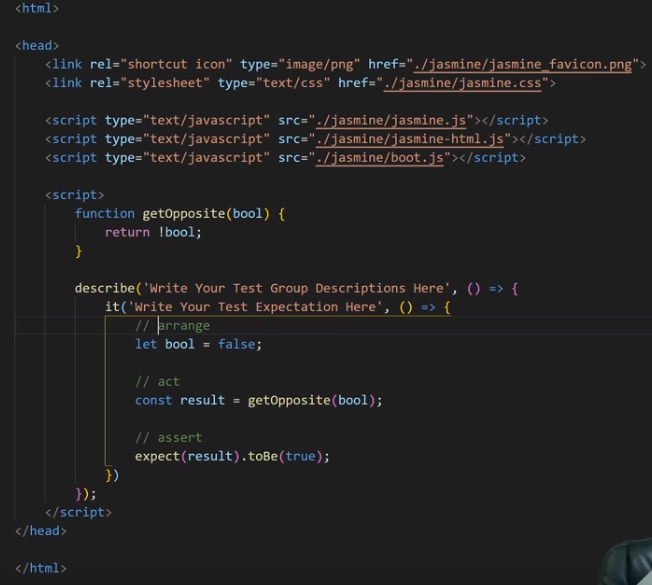 <html>
<head>
<link rel="shortcut icon" type="image/png" href="./jasmine/jasmine_favicon.png">
<link rel="stylesheet" type="text/css" href="./jasmine/jasmine.css">
<script type="text/javascript" src="./jasmine/jasmine.js"></script>
<script type="text/javascript" src="./jasmine/jasmine-html.js"></script>
<script type="text/javascript" src="./jasmine/boot.js"></script>
<script>
function getOpposite(bool) {
return !bool;
}
describe('Write Your Test Group Descriptions Here', () => {
it('Write Your Test Expectation Here', () => {
// arrange
let bool = false;
// act
const result = getOpposite(bool);
// assert
expect(result).toBe(true);
})
});
</script>
</head>
</html>